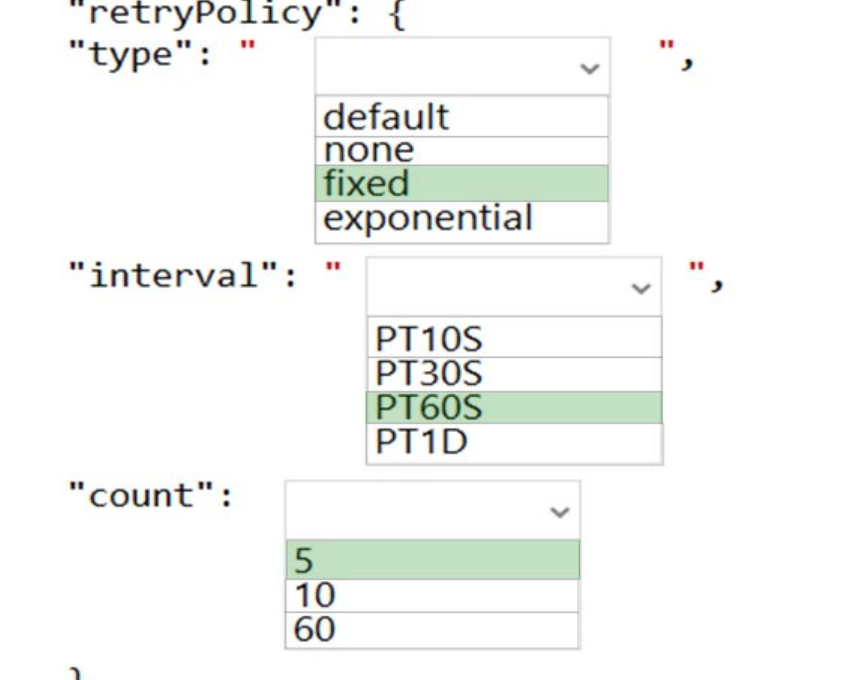 "retryPolicy": {
"type": " ",
default
none
fixed
exponential
"interval": " ",
PT10S
PT30S
PT60S
PT1D
"count":
5
10
60
}